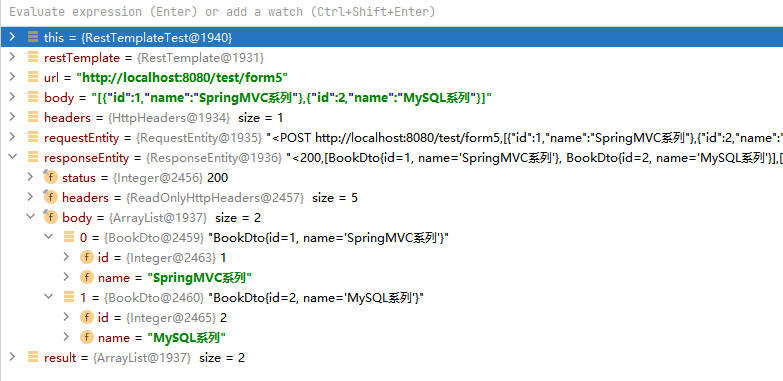 Evaluate expression (Enter) or add a watch (Ctrl+Shift+Enter)
this = {RestTemplateTest@1940}
restTemplate = {RestTemplate@1931}
url = "http://localhost:8080/test/form5"
body = "[{"id":1,"name":"SpringMVC系列"},{"id":2,"name":"MySQL系列"}]"
headers = {HttpHeaders@1934} size = 1
requestEntity = {RequestEntity@1935} "<POST http://localhost:8080/test/form5,[{"id":1,"name":"SpringMVC系列"},{"id":2,"name":"
responseEntity = {ResponseEntity@1936} "<200,[BookDto{id=1, name='SpringMVC系列'}, BookDto{id=2, name='MySQL系列'}],[
status = {Integer@2456} 200
headers = {ReadOnlyHttpHeaders@2457} size = 5
body = {ArrayList@1937} size = 2
0 = {BookDto@2459} "BookDto{id=1, name='SpringMVC系列'}"
id = {Integer@2463} 1
name = "SpringMVC系列"
1 = {BookDto@2460} "BookDto{id=2, name='MySQL系列'}"
id = {Integer@2465} 2
name = "MySQL系列"
result = {ArrayList@1937} size = 2